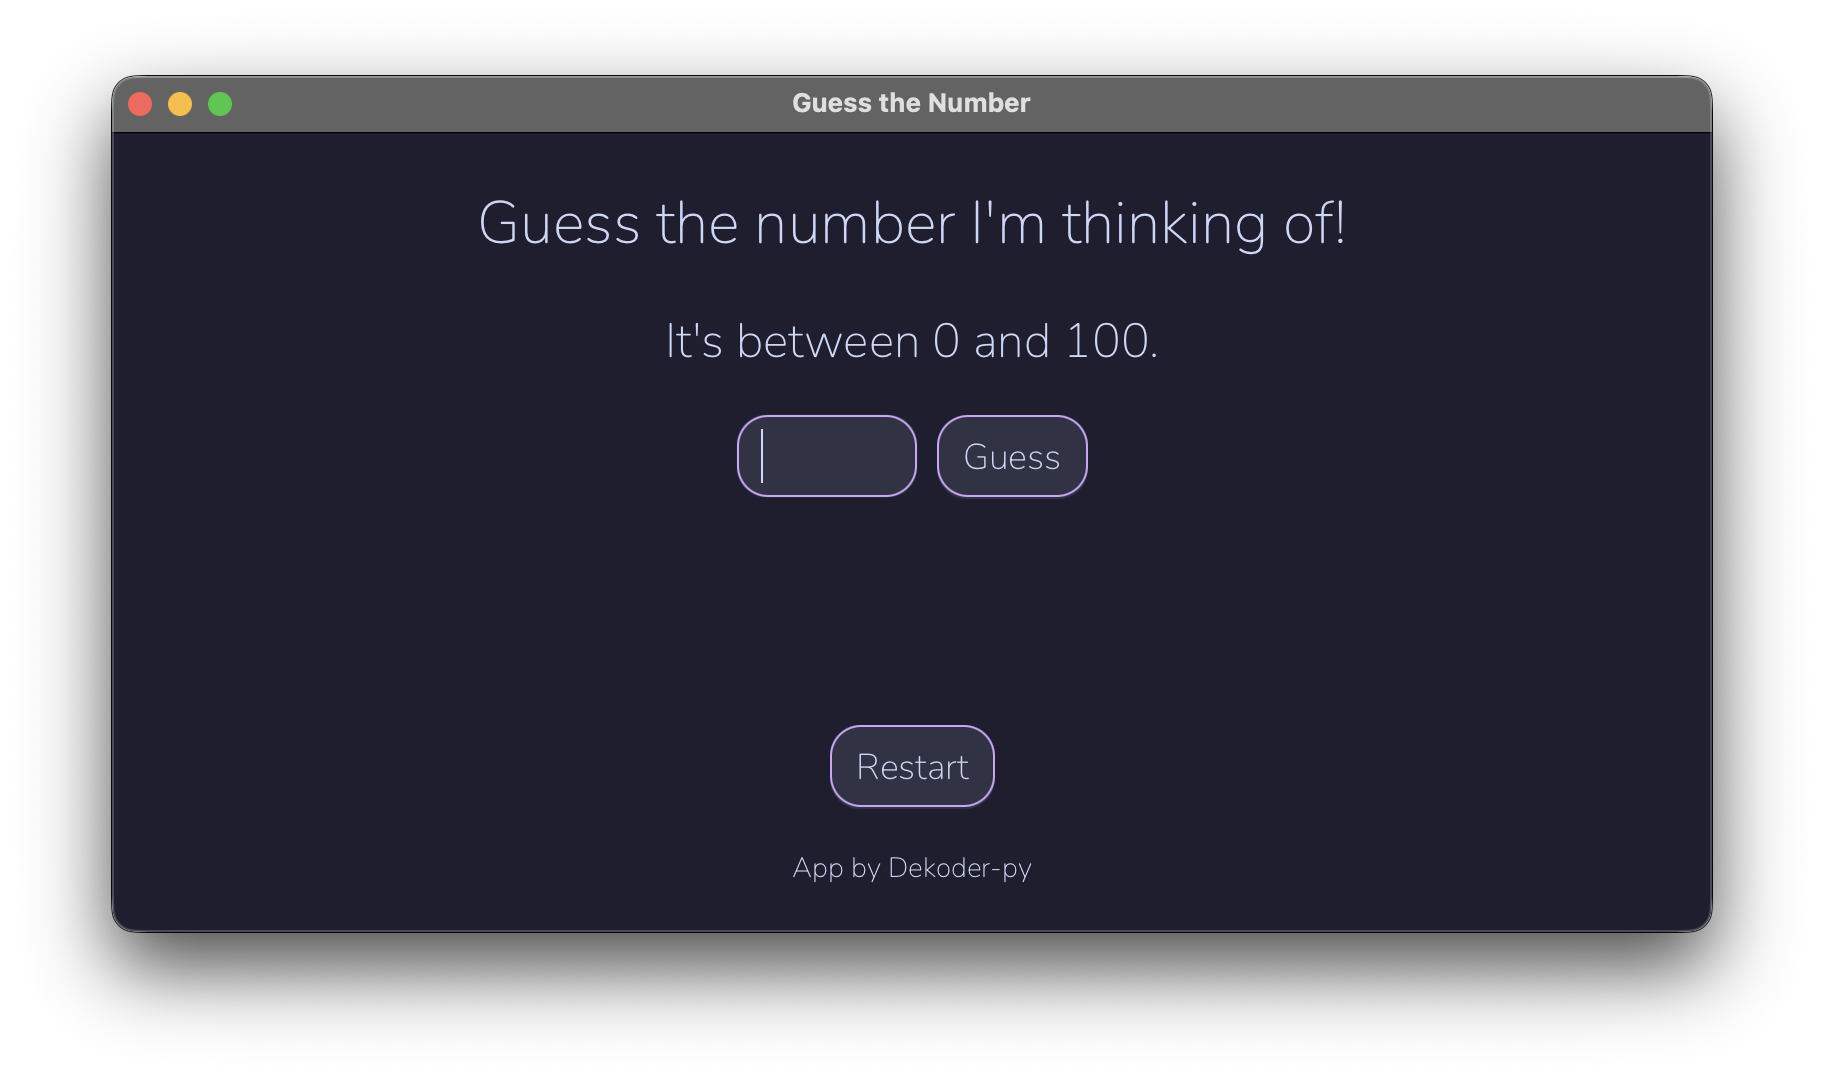 Guess the Number
Guess the number I'm thinking of!
It's between 0 and 100.
Guess
Restart
App by Dekoder-py